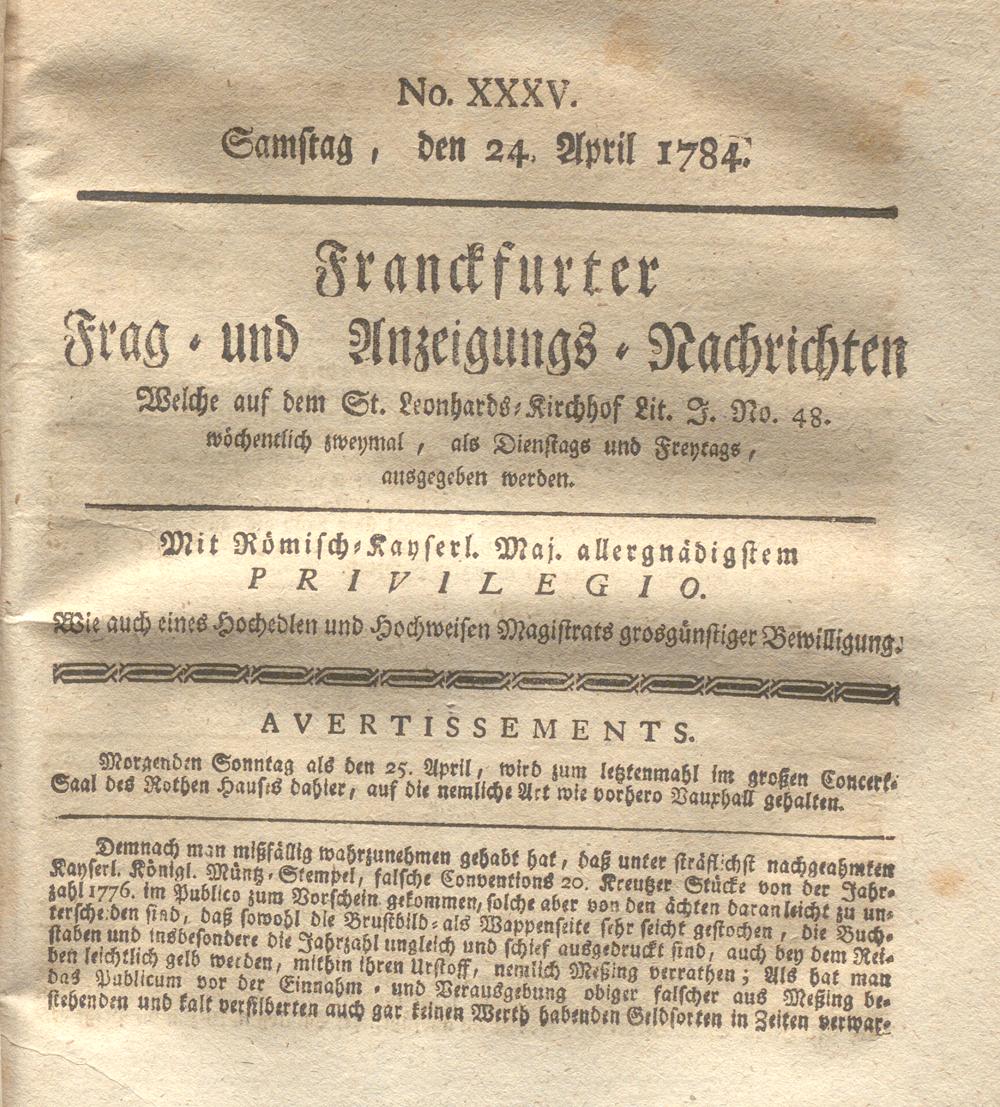 No. XXXV.
Samstag, den 24. April 1784.
Franckfurter
Frag- und Anzeigungs-Nachrichten
Welche auf dem St. Leonhards-Kirchhof Lit. J. No. 48.
wöchentlich zweymal, als Dienstags und Freytags,
ausgegeben werden.
Mit Römisch-Kayserl. Maj. allergnädigstem
PRIVILEGIO.
Wie auch eines Hochedlen und Hochweisen Magistrats grosgünstiger Bewilligung.
AVERTISSEMENTS.
Morgenden Sonntag als den 25. April, wird zum letztenmahl im großen Concert-
Saal des Rothen Hauses dahier, auf die nemliche Art wie vorhero Vauxhall gehalten.
Demnach man mißfällig wahrzunehmen gehabt hat, daß unter sträflichst nachgeahmten
Kayserl. Königl. Müntz-Stempel, falsche Conventions 20. Kreutzer Stücke von der Jahr-
zahl 1776. im Publico zum Vorschein gekommen, solche aber von den ächten daran leicht zu un-
terscheiden sind, daß sowohl die Brustbild- als Wappenseite sehr seicht gestochen, die Buch-
staben und insbesondere die Jahrzahl ungleich und schief ausgedruckt sind, auch bey dem Rei-
ben leichtlich gelb werden, mithin ihren Urstoff, nemlich Meßing verrathen; Als hat man
das Publicum vor der Einnahm- und Verausgebung obiger falscher aus Meßing be-
stehenden und kalt versilberten auch gar keinen Werth habenden Geldsorten in Zeiten verwar-